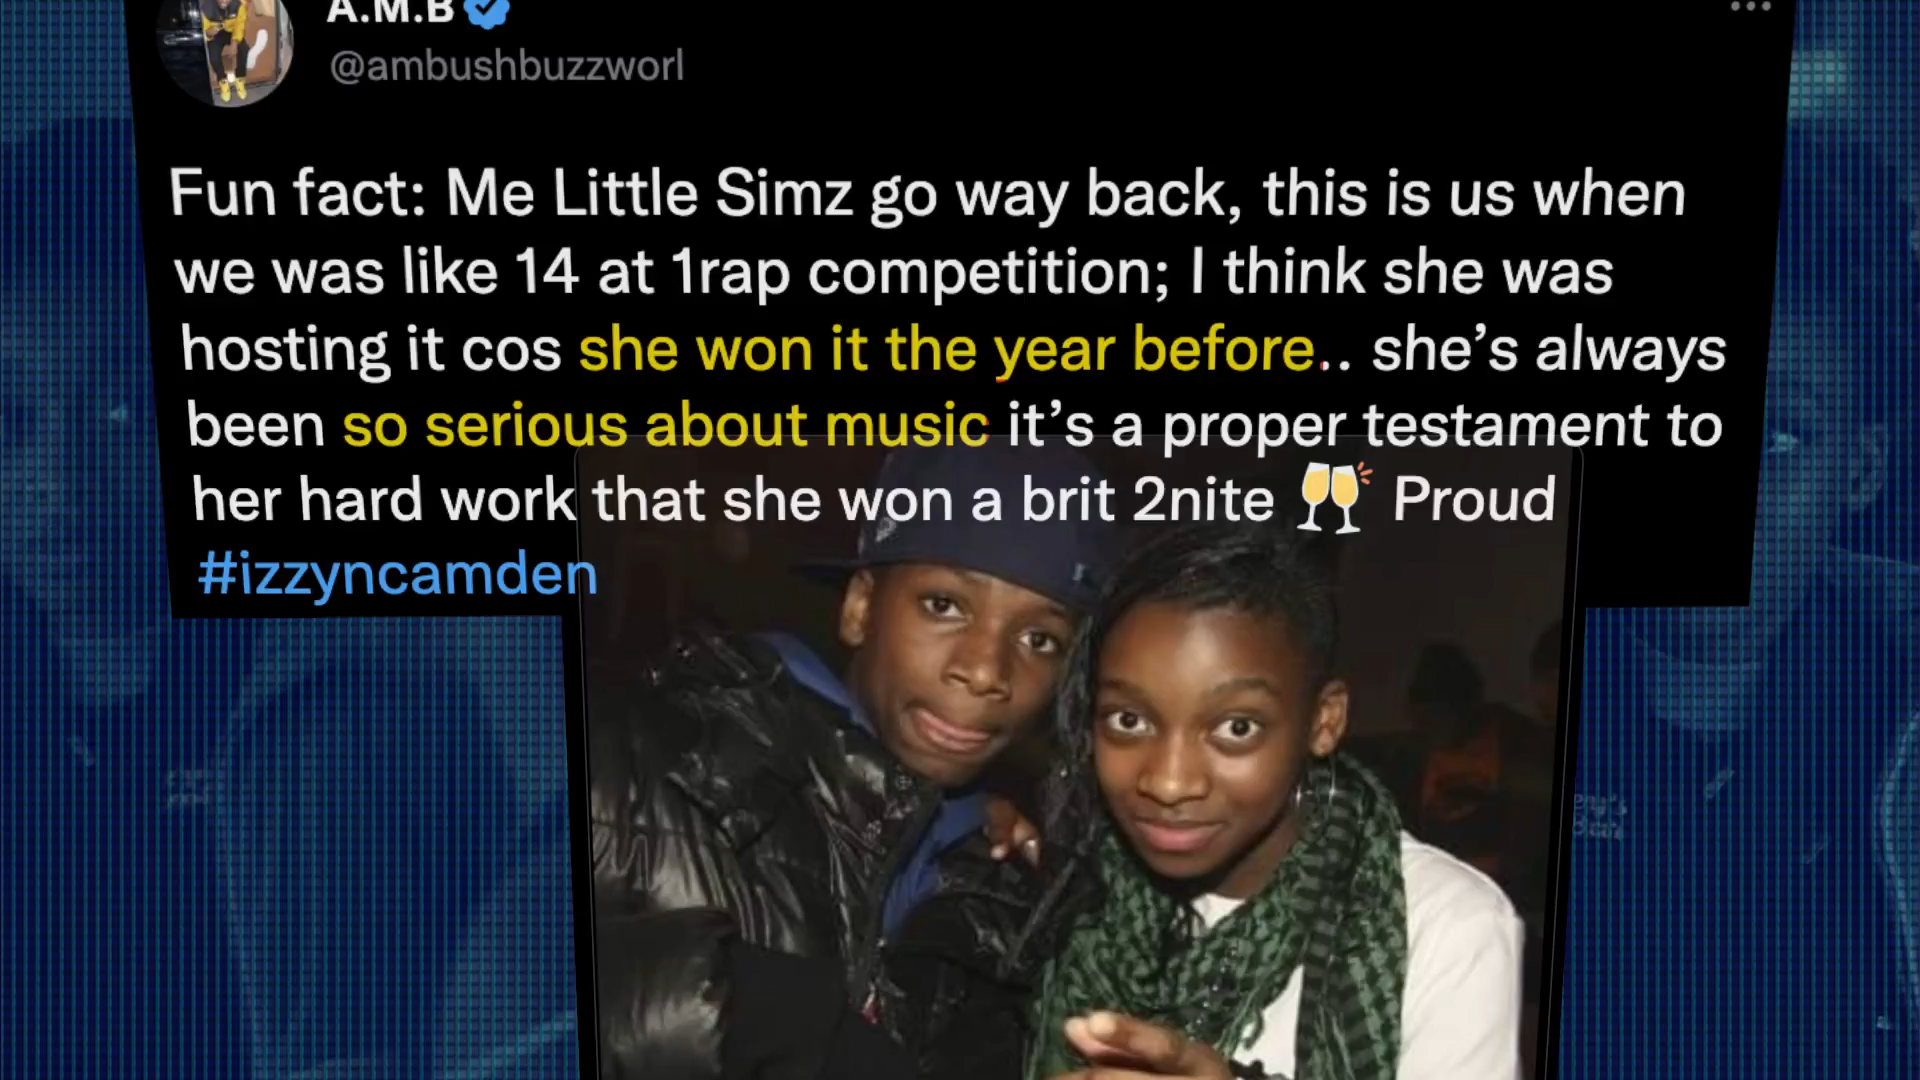 A.M.B
@ambushbuzzworl
Fun fact: Me Little Simz go way back, this is us when
we was like 14 at 1rap competition; I think she was
hosting it cos she won it the year before.. she's always
been so serious about music it's a proper testament to
her hard work that she won a brit 2nite 🥂 Proud
#izzyncamden